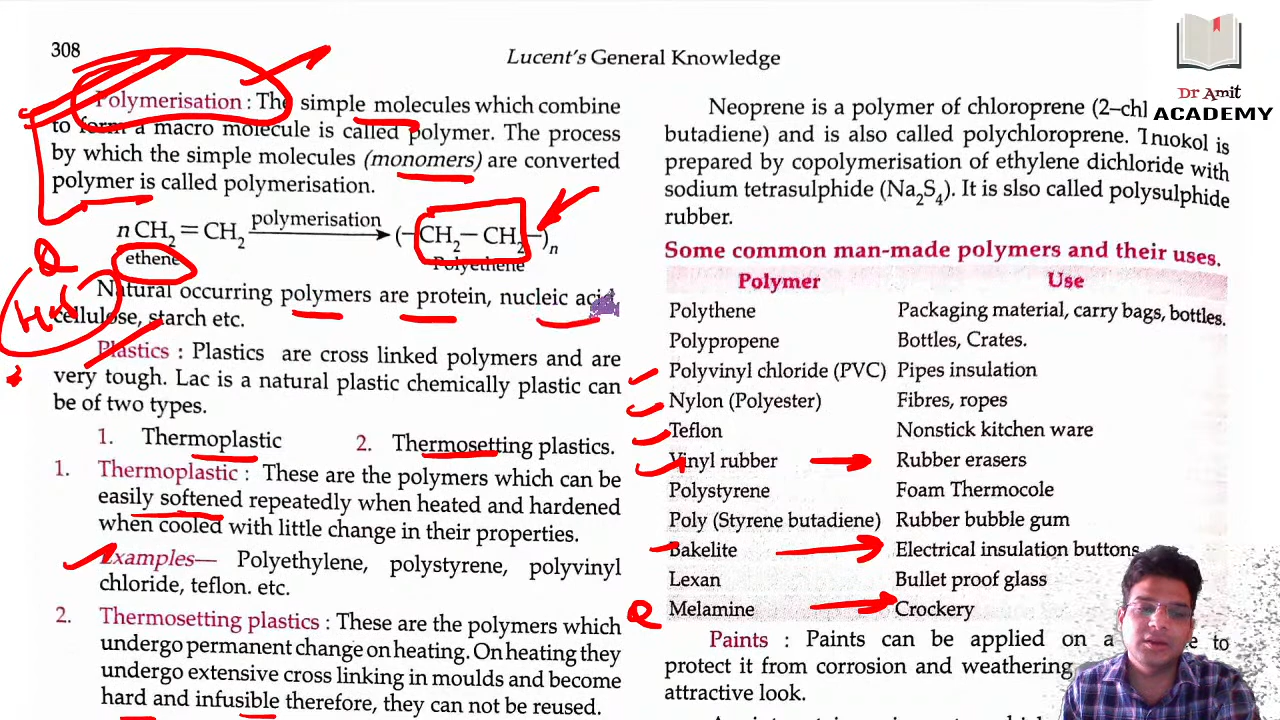 308
Lucent's General Knowledge
Polymerisation : The simple molecules which combine
to form a macro molecule is called polymer. The process
by which the simple molecules (monomers) are converted
polymer is called polymerisation.
n CH2 = CH2 polymerisation (–CH2 – CH2–)n
ethene Polyethene
Natural occurring polymers are protein, nucleic acid
cellulose, starch etc.
Plastics : Plastics are cross linked polymers and are
very tough. Lac is a natural plastic chemically plastic can
be of two types.
1. Thermoplastic 2. Thermosetting plastics.
1. Thermoplastic : These are the polymers which can be
easily softened repeatedly when heated and hardened
when cooled with little change in their properties.
Examples— Polyethylene, polystyrene, polyvinyl
chloride, teflon. etc.
2. Thermosetting plastics : These are the polymers which
undergo permanent change on heating. On heating they
undergo extensive cross linking in moulds and become
hard and infusible therefore, they can not be reused.
Neoprene is a polymer of chloroprene (2–chl
butadiene) and is also called polychloroprene. Thiokol is
prepared by copolymerisation of ethylene dichloride with
sodium tetrasulphide (Na2S4). It is slso called polysulphide
rubber.
Some common man-made polymers and their uses.
Polymer Use
Polythene Packaging material, carry bags, bottles.
Polypropene Bottles, Crates.
Polyvinyl chloride (PVC) Pipes insulation
Nylon (Polyester) Fibres, ropes
Teflon Nonstick kitchen ware
Vinyl rubber Rubber erasers
Polystyrene Foam Thermocole
Poly (Styrene butadiene) Rubber bubble gum
Bakelite Electrical insulation buttons
Lexan Bullet proof glass
Q Melamine Crockery
Paints : Paints can be applied on a to
protect it from corrosion and weathering
attractive look.
Dr Amit
ACADEMY